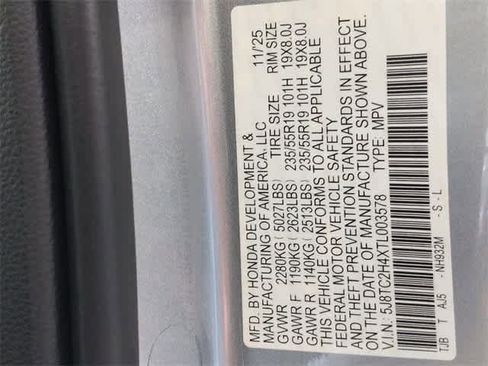 MFD. BY HONDA DEVELOPMENT &
MANUFACTURING OF AMERICA, LLC 11/'25
TIRE SIZE RIM SIZE
GVWR 2280KG( 5027LBS)
GAWR F 1190KG( 2623LBS) 235/55R19 101H 19X8.0J
GAWR R 1140KG( 2513LBS) 235/55R19 101H 19X8.0J
THIS VEHICLE CONFORMS TO ALL APPLICABLE
FEDERAL MOTOR VEHICLE SAFETY
AND THEFT PREVENTION STANDARDS IN EFFECT
ON THE DATE OF MANUFACTURE SHOWN ABOVE.
V.I.N: 5J8TC2H4XTL003578 TYPE: MPV
TJB T AJ5 - NH932M - S - L